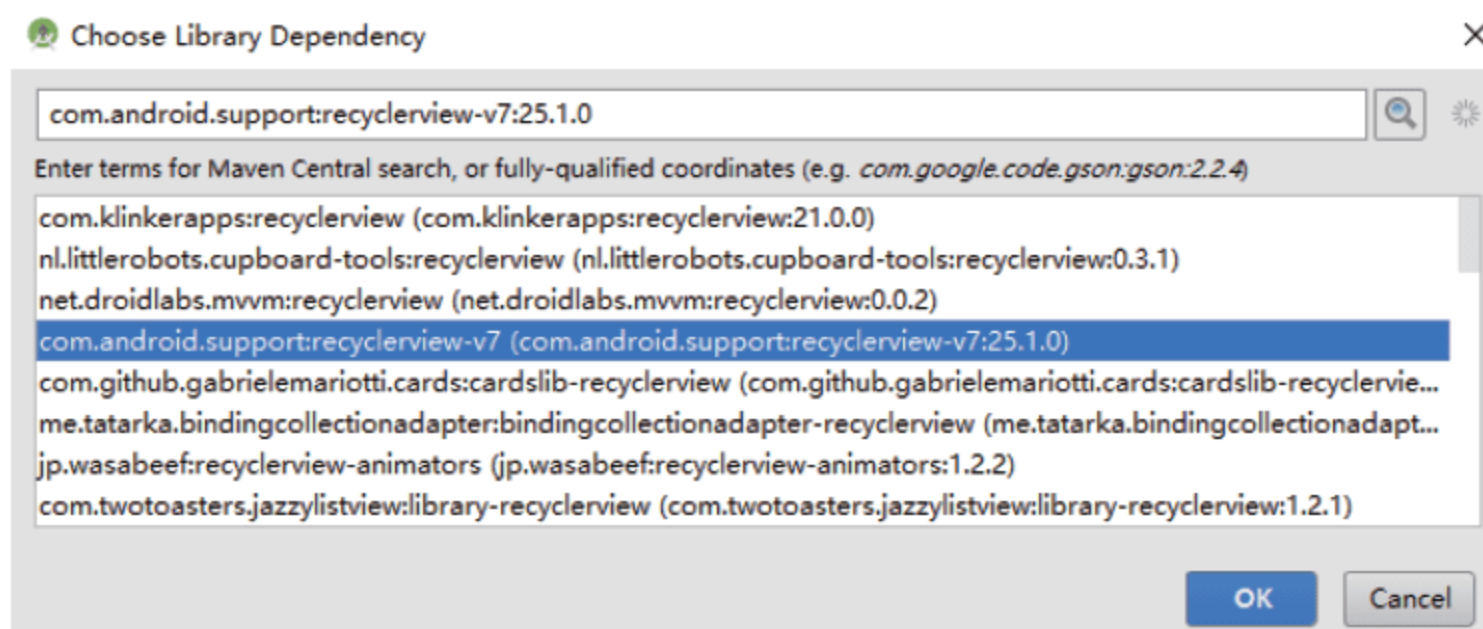 Choose Library Dependency
com.android.support:recyclerview-v7:25.1.0
Enter terms for Maven Central search, or fully-qualified coordinates (e.g. com.google.code.gson:gson:2.2.4)
com.klinkerapps:recyclerview (com.klinkerapps:recyclerview:21.0.0)
nl.littlerobots.cupboard-tools:recyclerview (nl.littlerobots.cupboard-tools:recyclerview:0.3.1)
net.droidlabs.mvvm:recyclerview (net.droidlabs.mvvm:recyclerview:0.0.2)
com.android.support:recyclerview-v7 (com.android.support:recyclerview-v7:25.1.0)
com.github.gabrielemariotti.cards:cardslib-recyclerview (com.github.gabrielemariotti.cards:cardslib-recyclervie...
me.tatarka.bindingcollectionadapter:bindingcollectionadapter-recyclerview (me.tatarka.bindingcollectionadapt...
jp.wasabeef:recyclerview-animators (jp.wasabeef:recyclerview-animators:1.2.2)
com.twotoasters.jazzylistview:library-recyclerview (com.twotoasters.jazzylistview:library-recyclerview:1.2.1)
OK Cancel